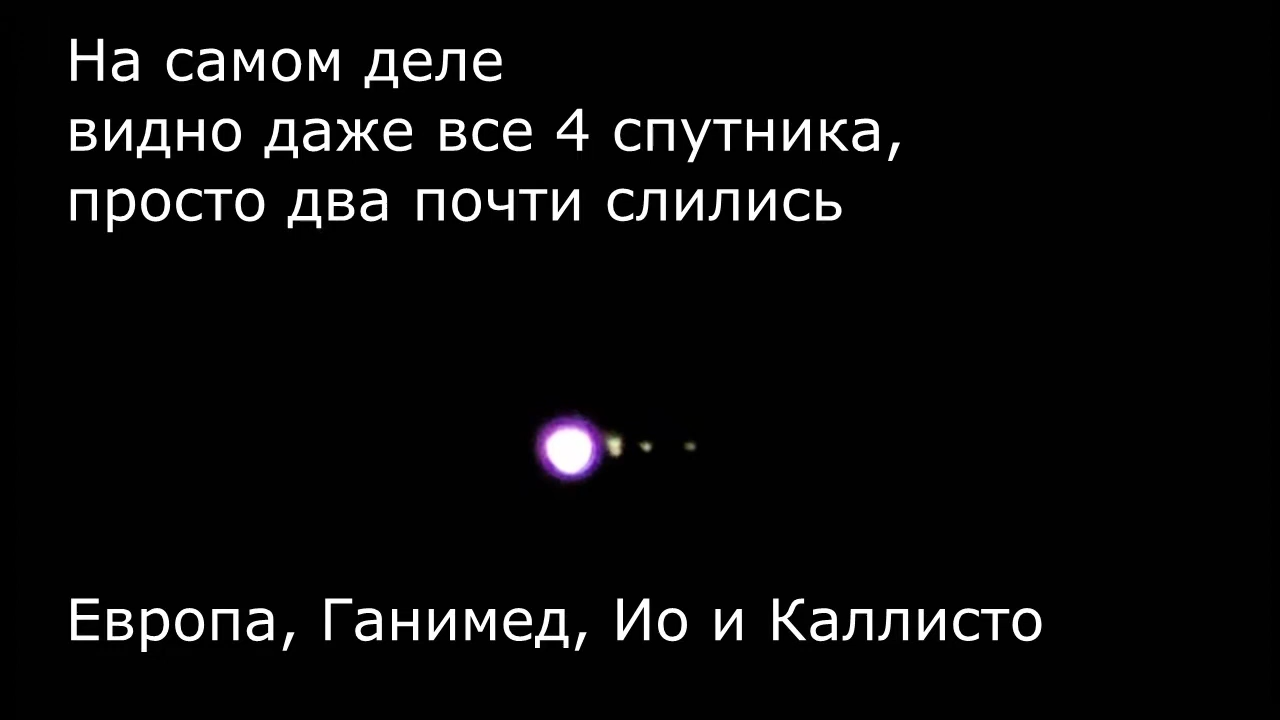 На самом деле
видно даже все 4 спутника,
просто два почти слились
Европа, Ганимед, Ио и Каллисто